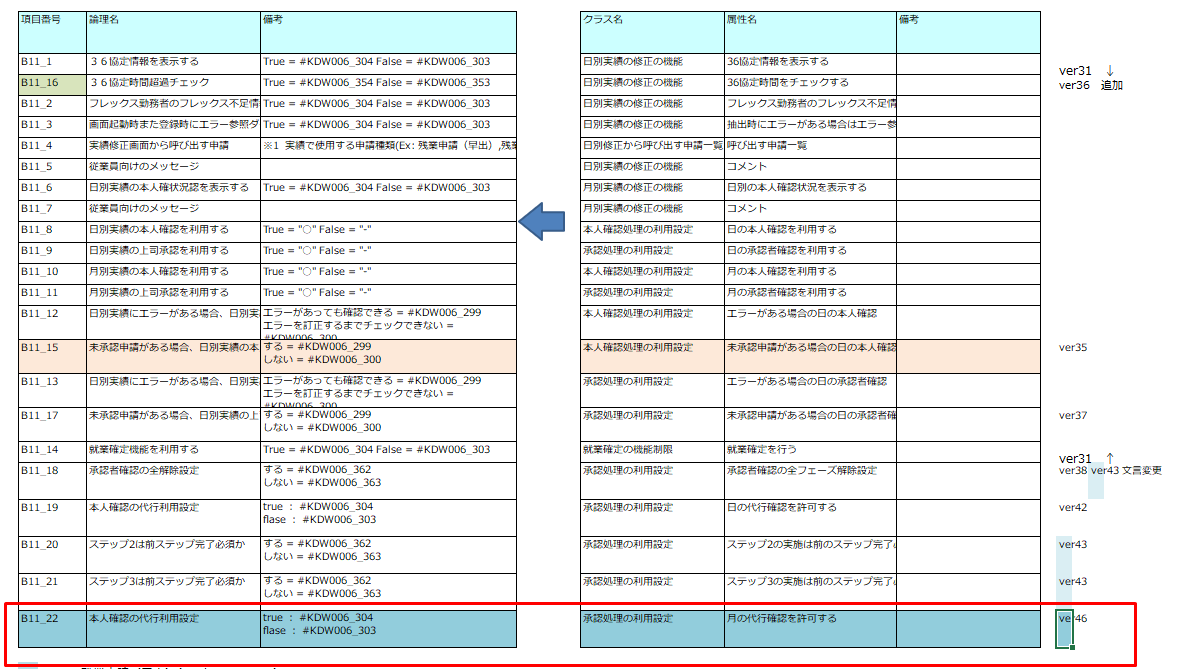 項目番号 論理名 備考 クラス名 属性名 備考
B11_1 ３６協定情報を表示する True = #KDW006_304 False = #KDW006_303 日別実績の修正の機能 36協定情報を表示する
ver31 ↓
B11_16 ３６協定時間超過チェック True = #KDW006_354 False = #KDW006_353 日別実績の修正の機能 36協定時間をチェックする ver36 追加
B11_2 フレックス勤務者のフレックス不足情 True = #KDW006_304 False = #KDW006_303 日別実績の修正の機能 フレックス勤務者のフレックス不足情
B11_3 画面起動時また登録時にエラー参照ダ True = #KDW006_304 False = #KDW006_303 日別実績の修正の機能 抽出時にエラーがある場合はエラー参
B11_4 実績修正画面から呼び出す申請 ※1 実績で使用する申請種類(Ex: 残業申請（早出）,残業 日別修正から呼び出す申請一覧 呼び出す申請一覧
B11_5 従業員向けのメッセージ 日別実績の修正の機能 コメント
B11_6 日別実績の本人確状況認を表示する True = #KDW006_304 False = #KDW006_303 月別実績の修正の機能 日別の本人確認状況を表示する
B11_7 従業員向けのメッセージ 月別実績の修正の機能 コメント
B11_8 日別実績の本人確認を利用する True = "○" False = "-" 本人確認処理の利用設定 日の本人確認を利用する
B11_9 日別実績の上司承認を利用する True = "○" False = "-" 承認処理の利用設定 日の承認者確認を利用する
B11_10 月別実績の本人確認を利用する True = "○" False = "-" 本人確認処理の利用設定 月の本人確認を利用する
B11_11 月別実績の上司承認を利用する True = "○" False = "-" 承認処理の利用設定 月の承認者確認を利用する
B11_12 日別実績にエラーがある場合、日別実 エラーがあっても確認できる = #KDW006_299 本人確認処理の利用設定 エラーがある場合の日の本人確認
エラーを訂正するまでチェックできない =
#KDW006_300
B11_15 未承認申請がある場合、日別実績の本 する = #KDW006_299 本人確認処理の利用設定 未承認申請がある場合の日の本人確認 ver35
しない = #KDW006_300
B11_13 日別実績にエラーがある場合、日別実 エラーがあっても確認できる = #KDW006_299 承認処理の利用設定 エラーがある場合の日の承認者確認
エラーを訂正するまでチェックできない =
#KDW006_300
B11_17 未承認申請がある場合、日別実績の上 する = #KDW006_299 承認処理の利用設定 未承認申請がある場合の日の承認者確 ver37
しない = #KDW006_300
B11_14 就業確定機能を利用する True = #KDW006_304 False = #KDW006_303 就業確定の機能制限 就業確定を行う
ver31 ↑
B11_18 承認者確認の全解除設定 する = #KDW006_362 承認処理の利用設定 承認者確認の全フェーズ解除設定 ver38 ver43 文言変更
しない = #KDW006_363
B11_19 本人確認の代行利用設定 true ： #KDW006_304 承認処理の利用設定 日の代行確認を許可する ver42
flase ： #KDW006_303
B11_20 ステップ2は前ステップ完了必須か する = #KDW006_362 承認処理の利用設定 ステップ2の実施は前のステップ完了 ver43
しない = #KDW006_363
B11_21 ステップ3は前ステップ完了必須か する = #KDW006_362 承認処理の利用設定 ステップ3の実施は前のステップ完了 ver43
しない = #KDW006_363
B11_22 本人確認の代行利用設定 true ： #KDW006_304 承認処理の利用設定 月の代行確認を許可する ver46
flase ： #KDW006_303